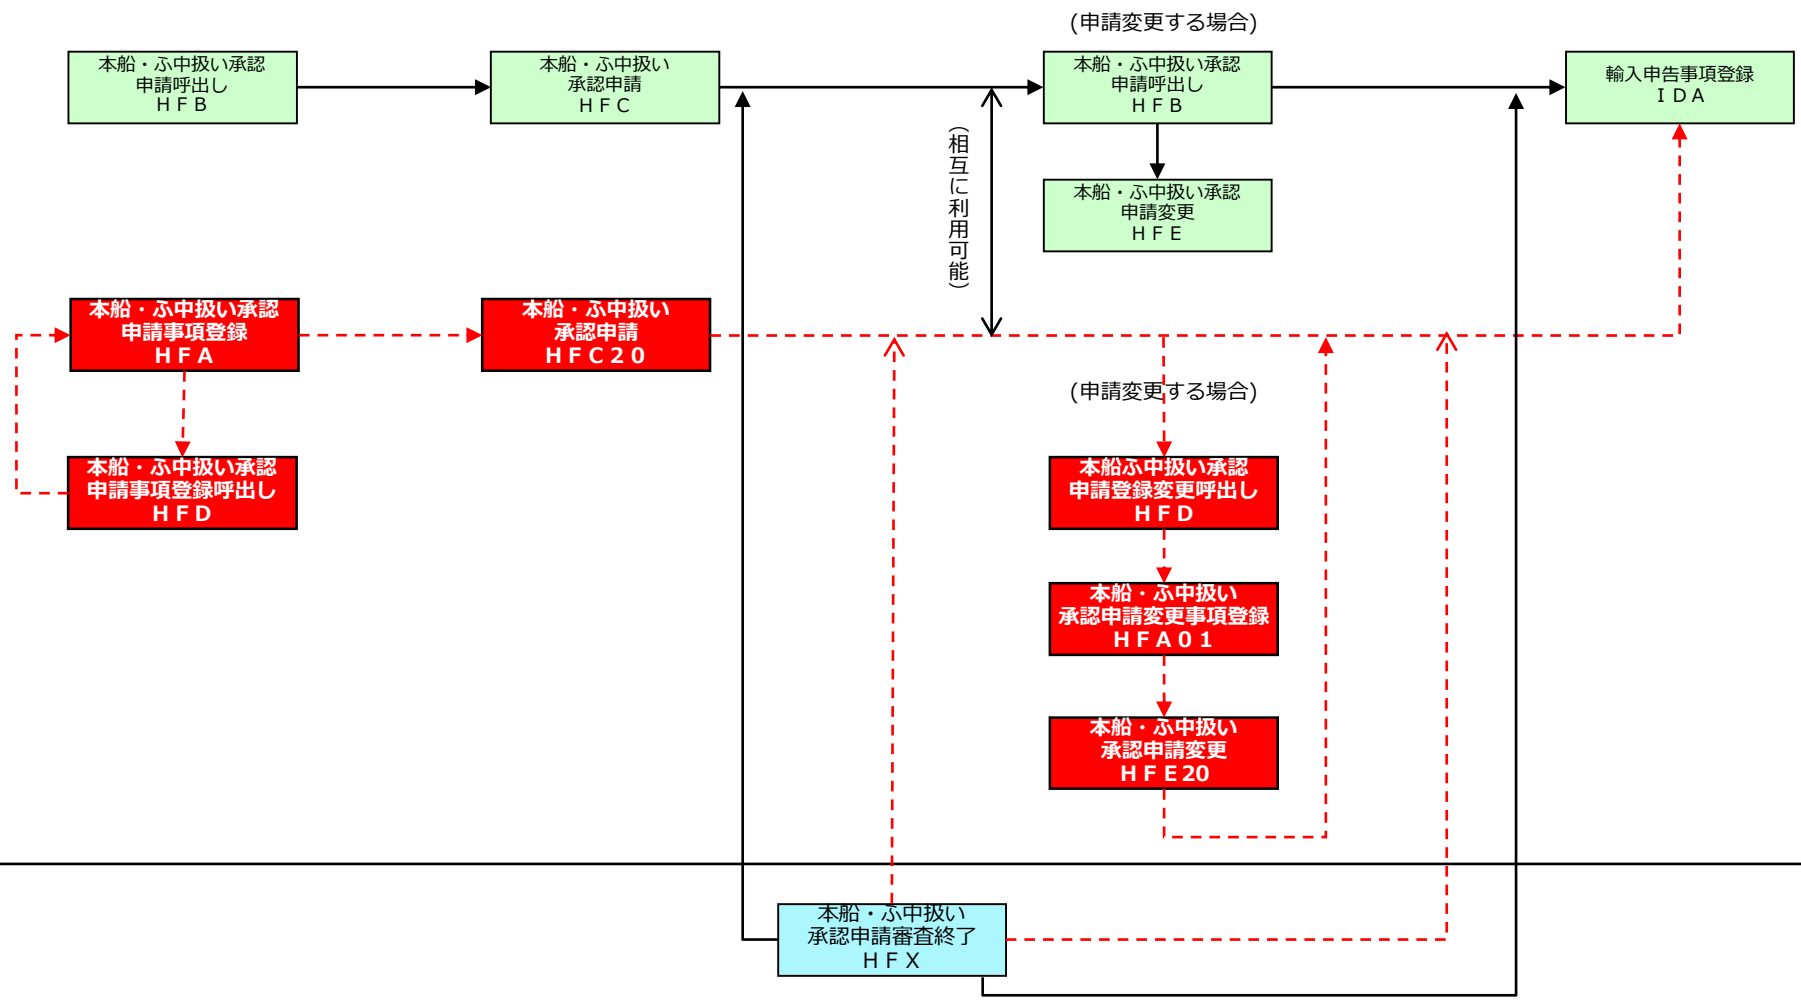 (申請変更する場合)
本船・ふ中扱い承認
申請呼出し
ＨＦＢ
本船・ふ中扱い
承認申請
ＨＦＣ
本船・ふ中扱い承認
申請呼出し
ＨＦＢ
輸入申告事項登録
ＩＤＡ
（相互に利用可能）
本船・ふ中扱い承認
申請変更
ＨＦＥ
本船・ふ中扱い承認
申請事項登録
ＨＦＡ
本船・ふ中扱い
承認申請
ＨＦＣ２０
(申請変更する場合)
本船・ふ中扱い承認
申請事項登録呼出し
ＨＦＤ
本船ふ中扱い承認
申請登録変更呼出し
ＨＦＤ
本船・ふ中扱い
承認申請変更事項登録
ＨＦＡ０１
本船・ふ中扱い
承認申請変更
ＨＦＥ20
本船・ふ中扱い
承認申請審査終了
ＨＦＸ